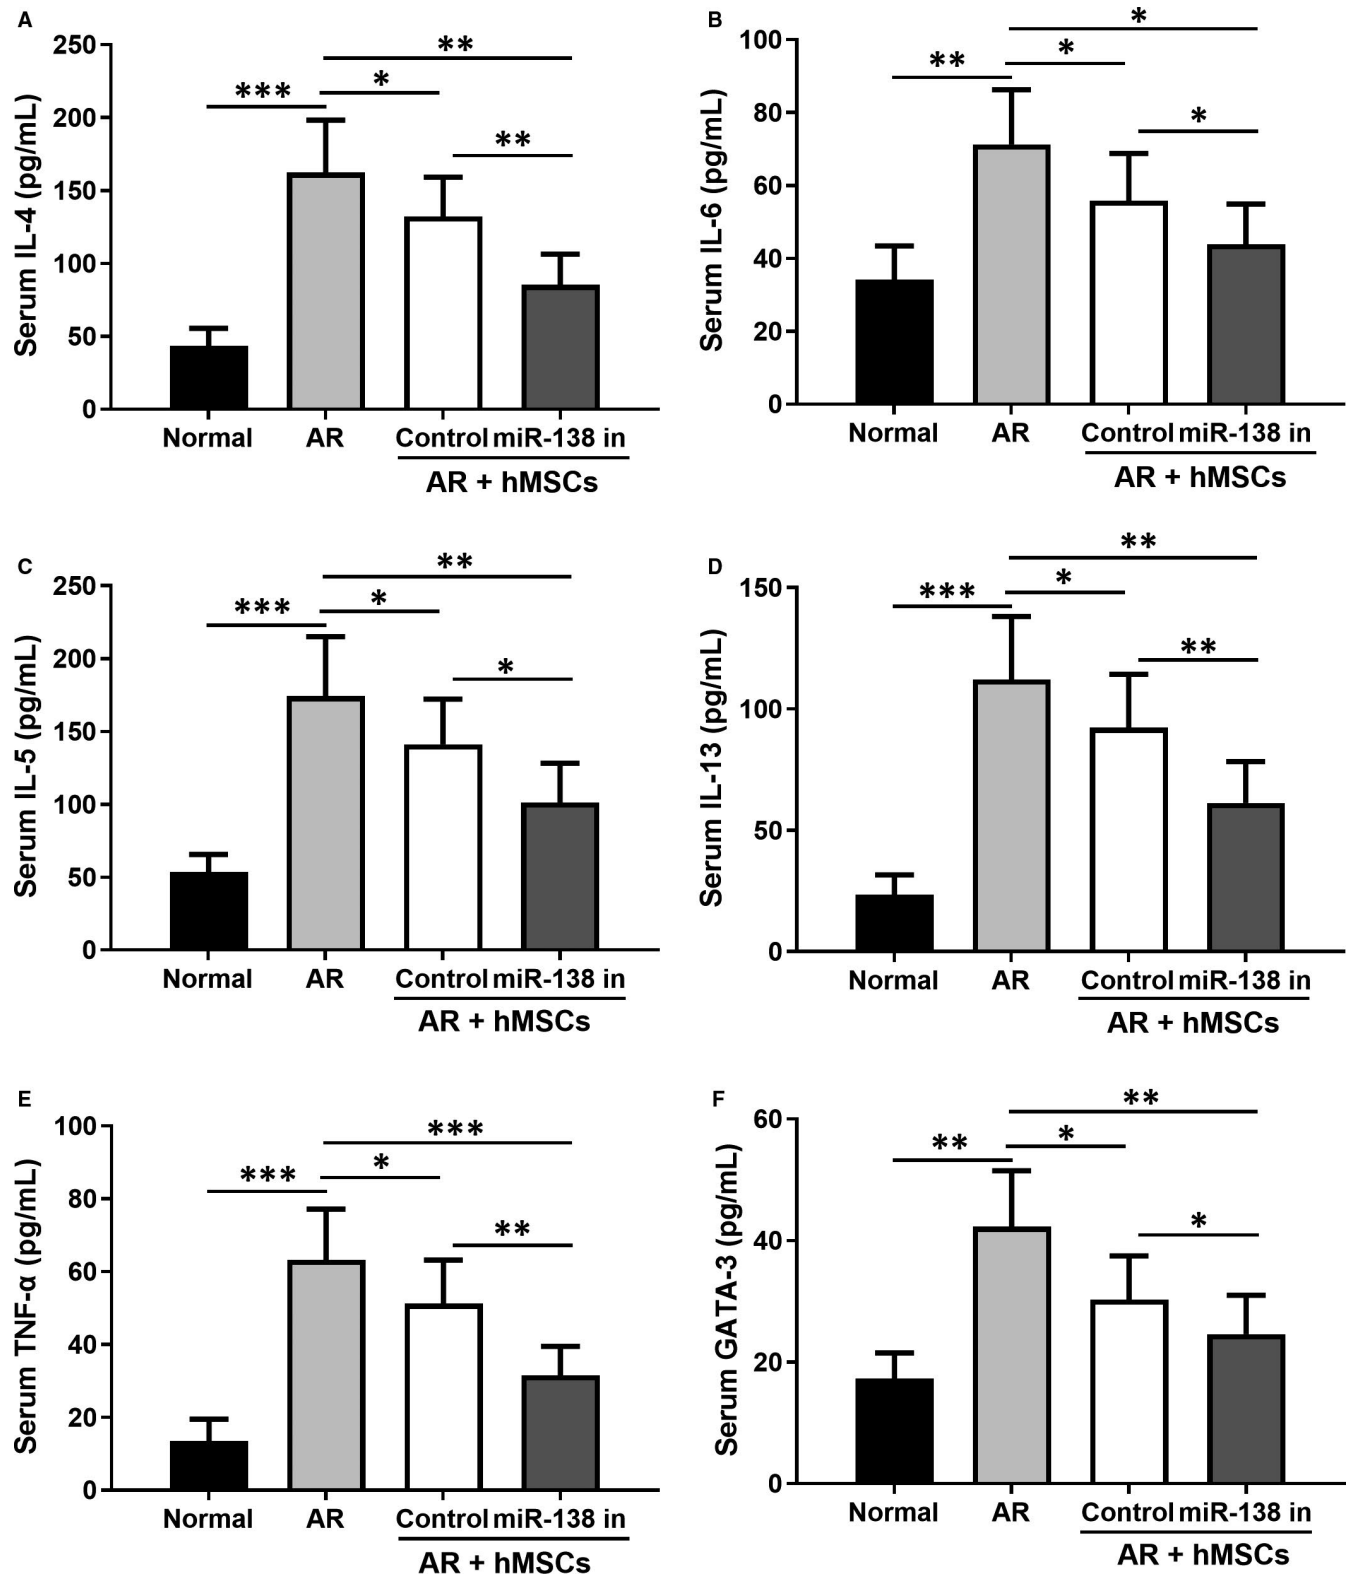 A
Serum IL-4 (pg/mL)
250
200
150
100
50
0
***
*
**
**
Normal
AR
Control
miR-138 in
AR + hMSCs
B
Serum IL-6 (pg/mL)
100
80
60
40
20
0
**
*
*
*
Normal
AR
Control
miR-138 in
AR + hMSCs
C
Serum IL-5 (pg/mL)
250
200
150
100
50
0
***
*
**
*
Normal
AR
Control
miR-138 in
AR + hMSCs
D
Serum IL-13 (pg/mL)
150
100
50
0
***
*
**
**
Normal
AR
Control
miR-138 in
AR + hMSCs
E
Serum TNF-α (pg/mL)
100
80
60
40
20
0
***
*
***
**
Normal
AR
Control
miR-138 in
AR + hMSCs
F
Serum GATA-3 (pg/mL)
60
40
20
0
**
*
**
*
Normal
AR
Control
miR-138 in
AR + hMSCs